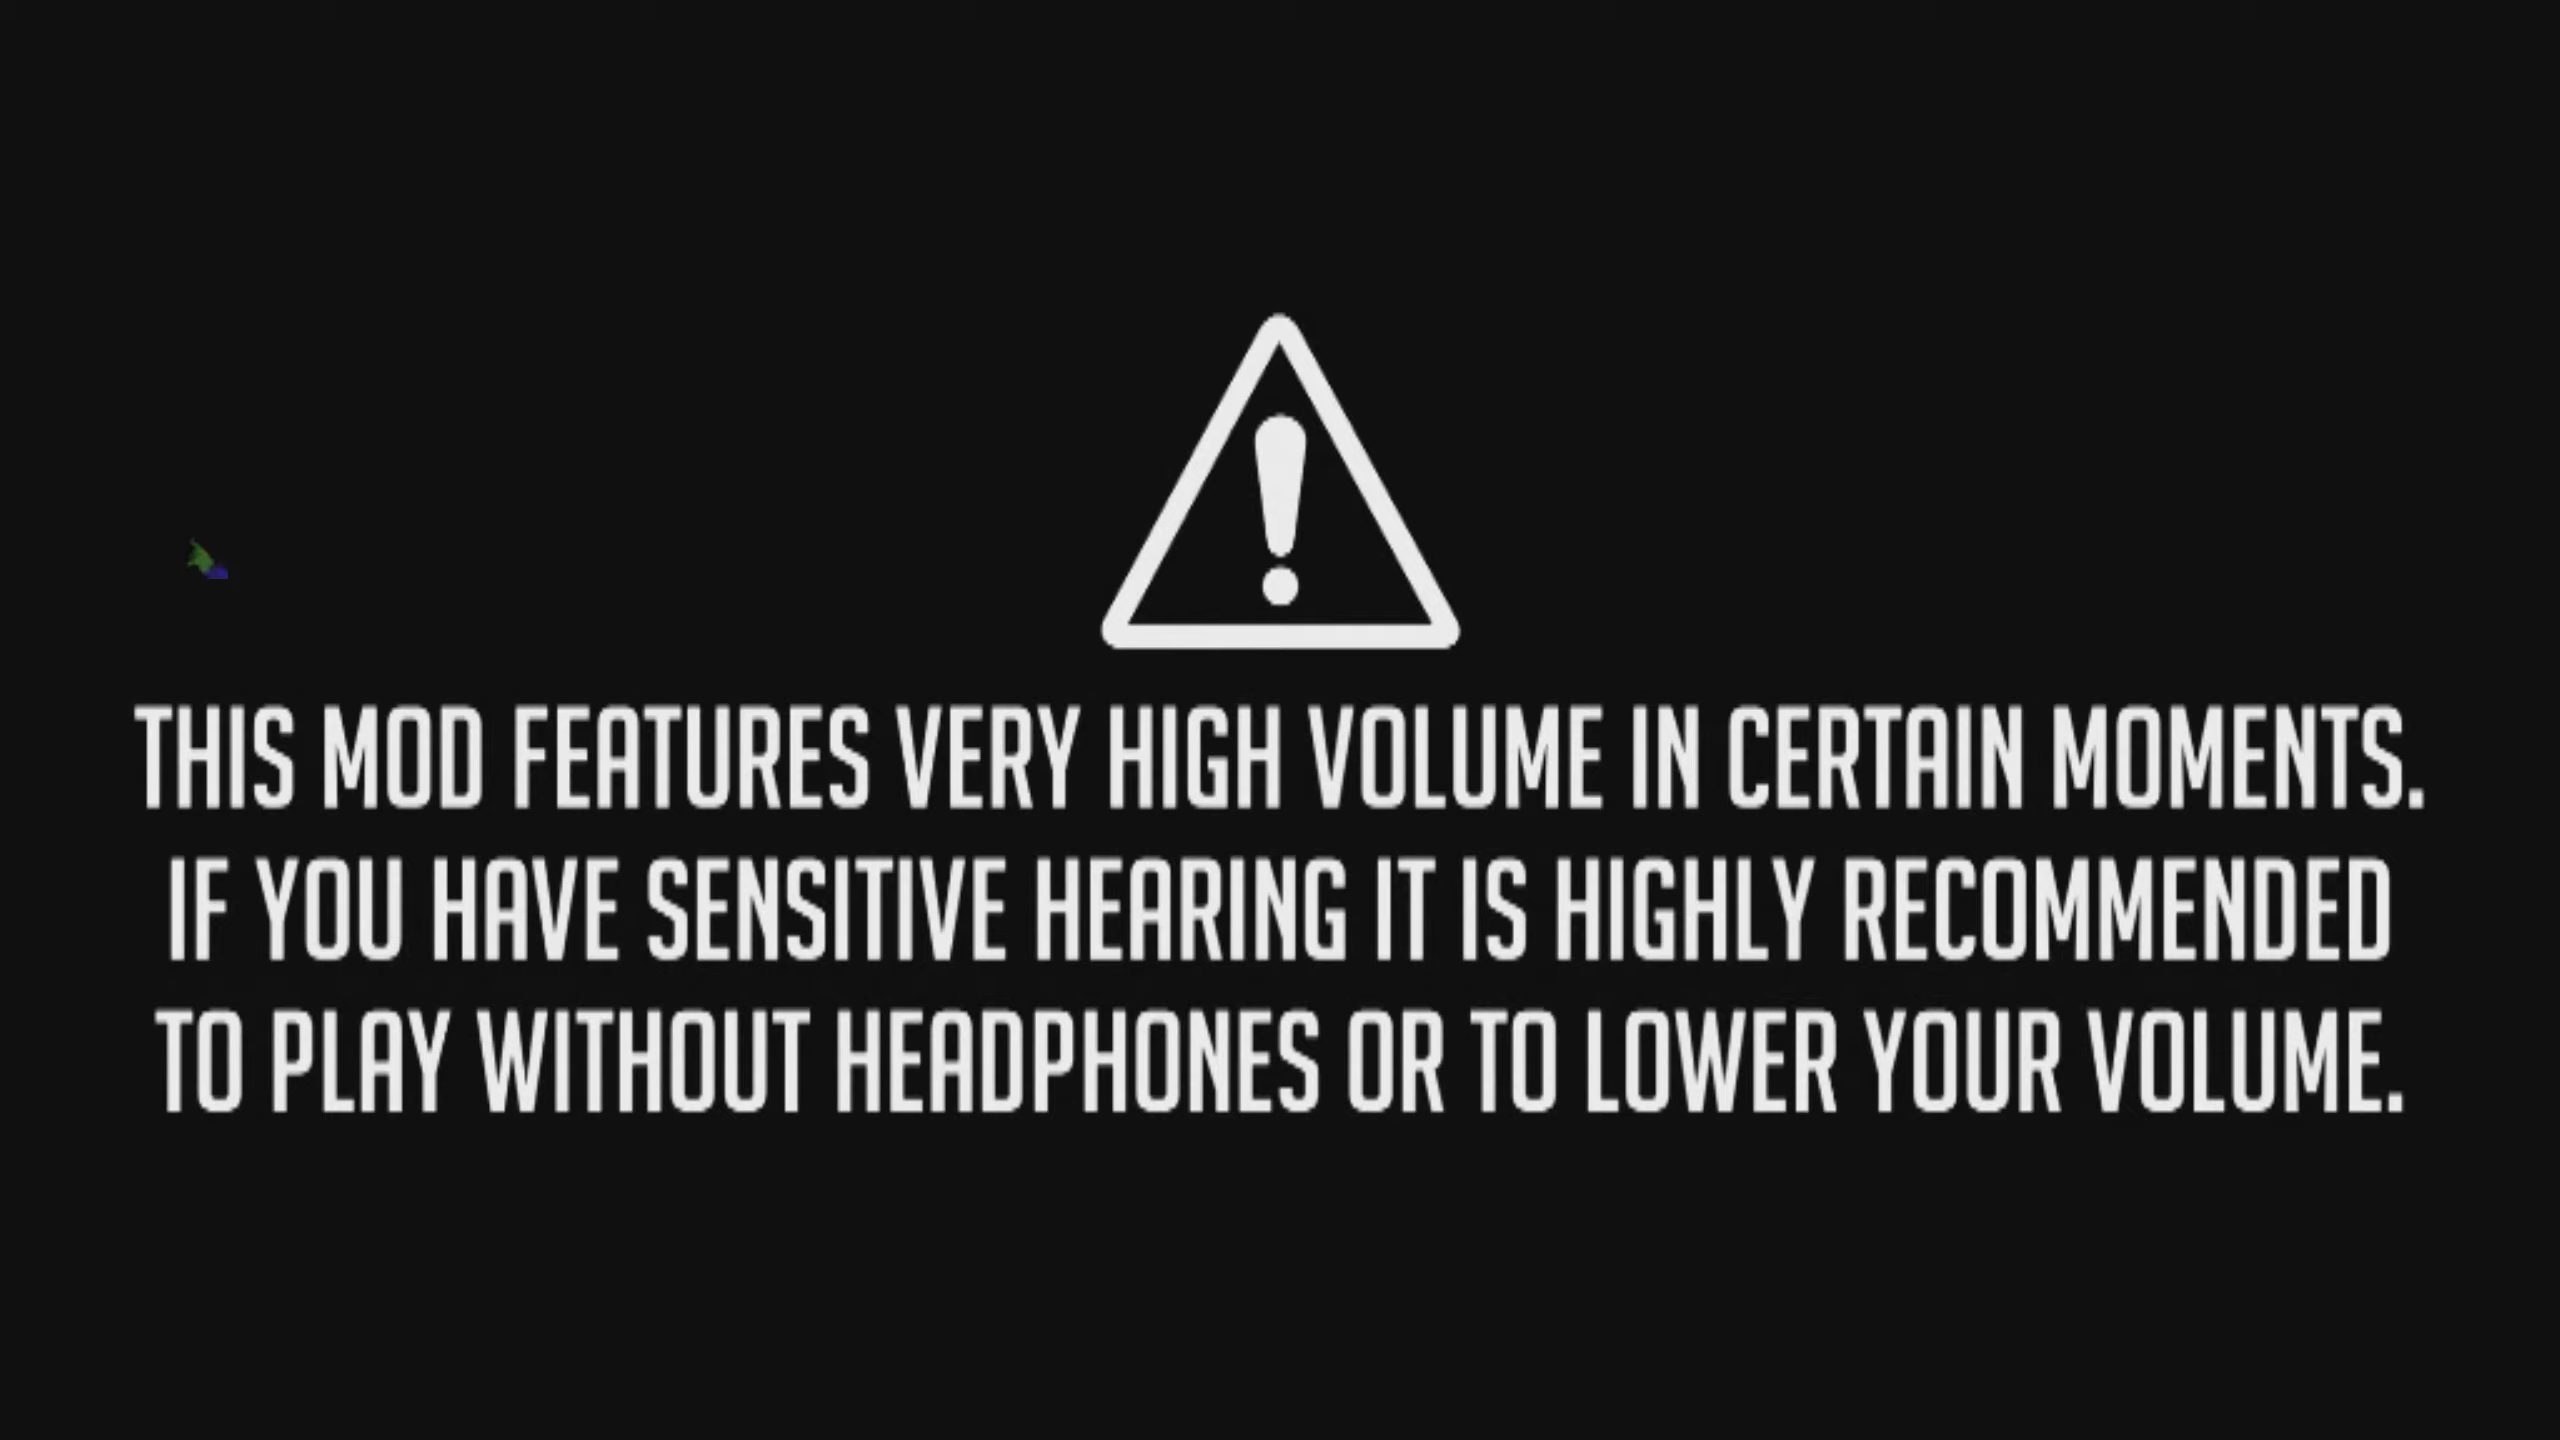 THIS MOD FEATURES VERY HIGH VOLUME IN CERTAIN MOMENTS.
IF YOU HAVE SENSITIVE HEARING IT IS HIGHLY RECOMMENDED
TO PLAY WITHOUT HEADPHONES OR TO LOWER YOUR VOLUME.